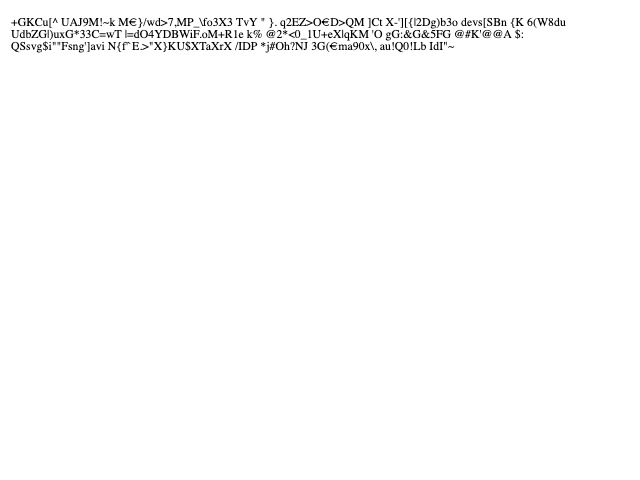 +GKCu[^ UAJ9M!~k M€}/wd>7,MP_\fo3X3 TvY " }. q2EZ>O€D>QM ]Ct X-'][{l2Dg)b3o devs[SBn {K 6(W8du
UdbZGl)uxG*33C=wT l=dO4YDBWiF.oM+R1e k% @2*<0_1U+eX|qKM 'O gG:&G&5FG @#K'@@A $:
QSsvg$i""Fsng']avi N{f˜E>"X}KU$XTaXrX /IDP *j#Oh?NJ 3G(€ma90x\, au!Q0!Lb IdI"~